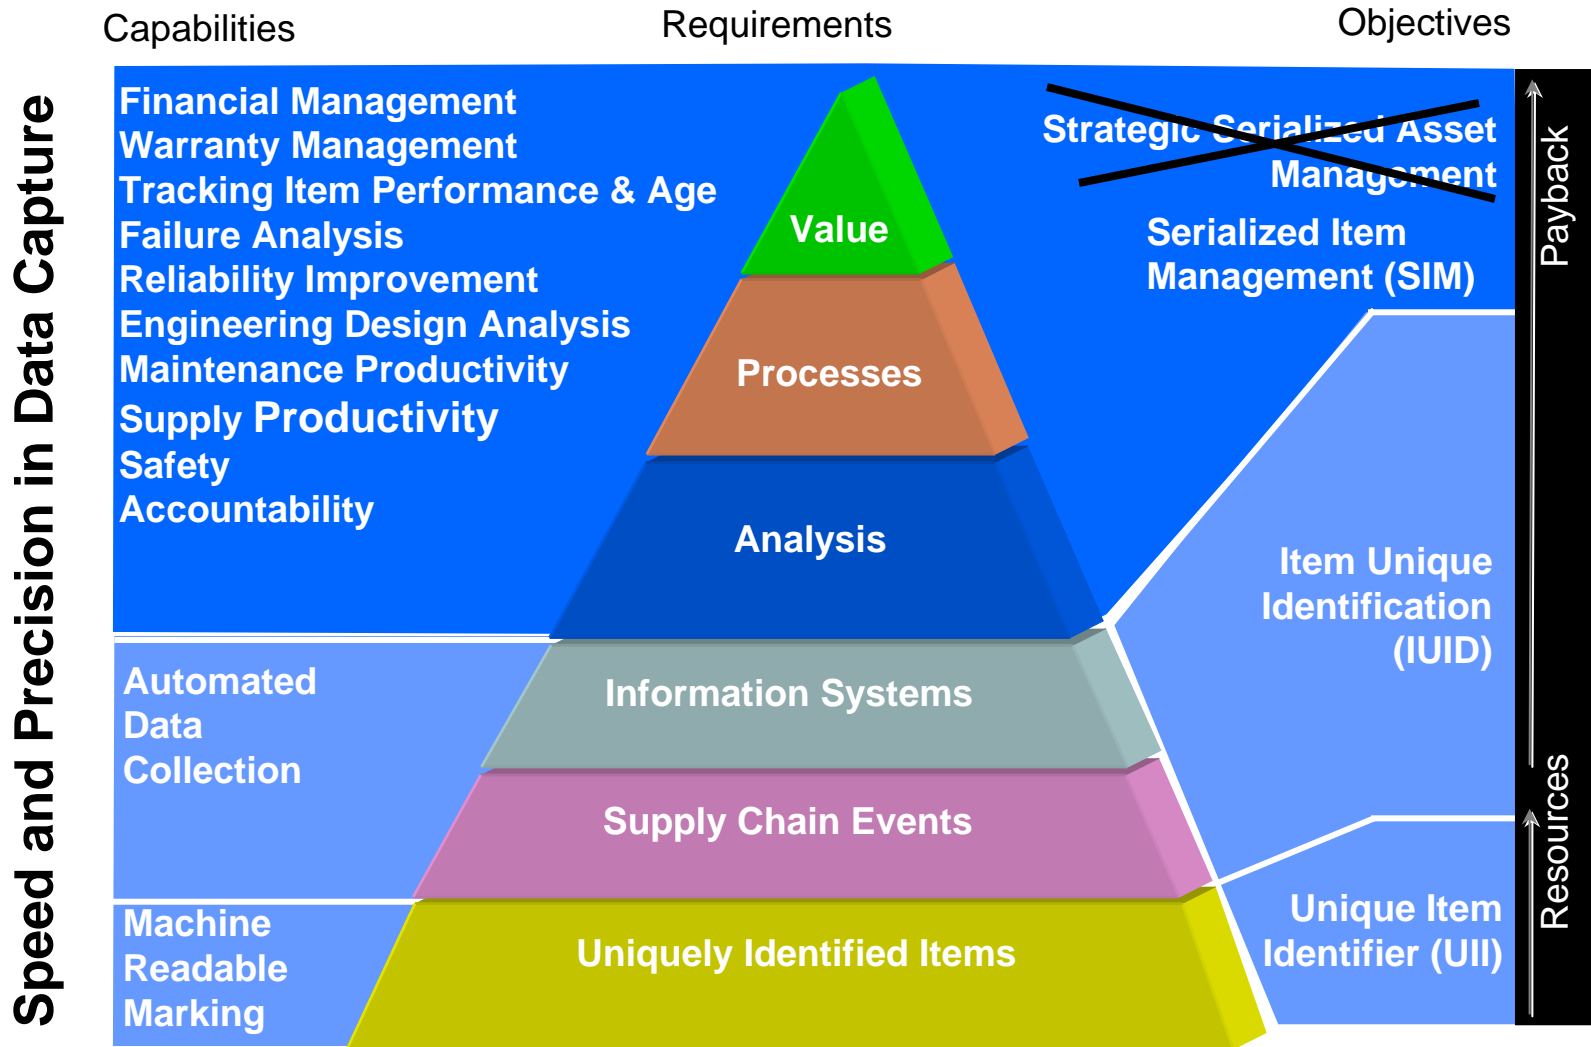 Capabilities
Requirements
Objectives
Speed and Precision in Data Capture
Financial Management
Warranty Management
Tracking Item Performance & Age
Failure Analysis
Reliability Improvement
Engineering Design Analysis
Maintenance Productivity
Supply Productivity
Safety
Accountability
Automated
Data
Collection
Machine
Readable
Marking
Value
Processes
Analysis
Information Systems
Supply Chain Events
Uniquely Identified Items
Strategic Serialized Asset
Management
Serialized Item
Management (SIM)
Item Unique
Identification
(IUID)
Unique Item
Identifier (UII)
Payback
Resources